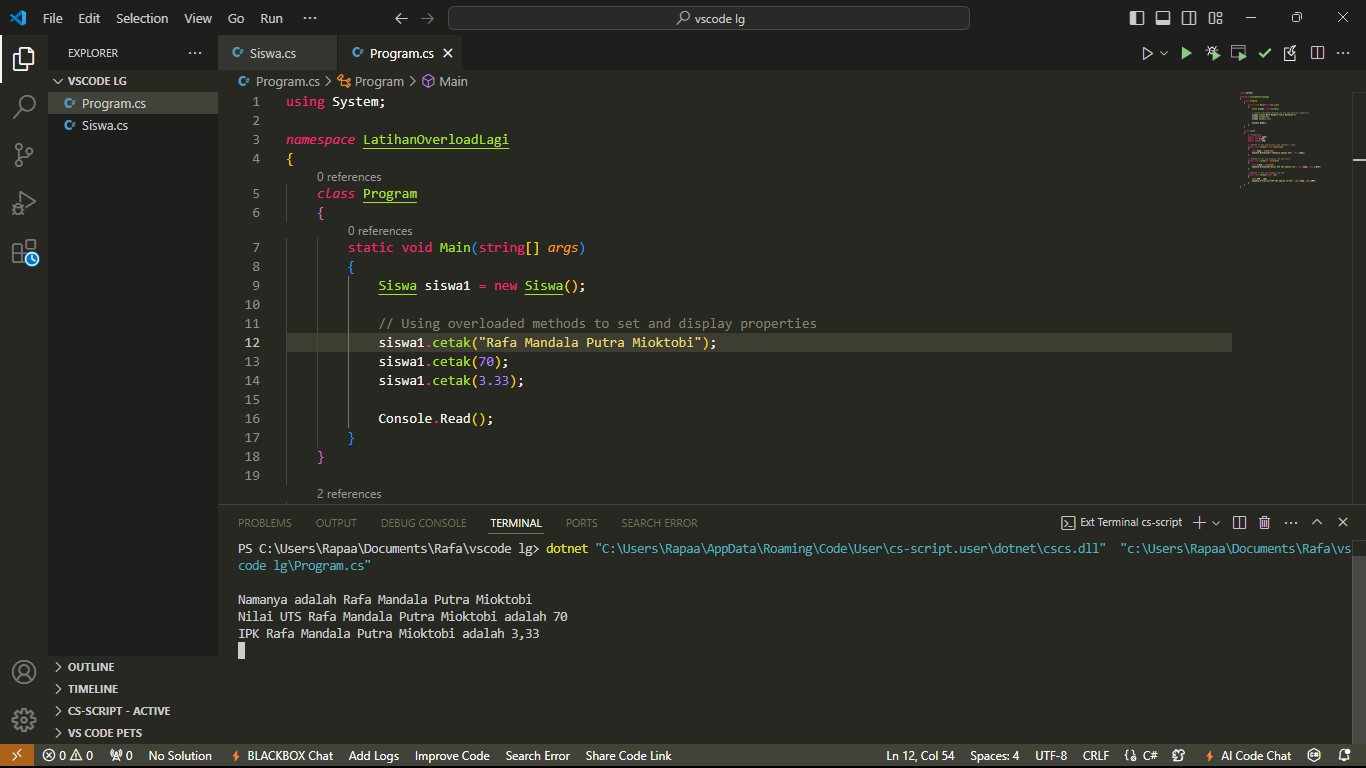 File Edit Selection View Go Run ··· vscode lg
EXPLORER ···
VSCODE LG
Program.cs
Siswa.cs
OUTLINE
TIMELINE
CS-SCRIPT - ACTIVE
VS CODE PETS
Siswa.cs Program.cs
Program.cs > Program > Main
1 using System;
2
3 namespace LatihanOverloadLagi
4 {
0 references
5 class Program
6 {
0 references
7 static void Main(string[] args)
8 {
9 Siswa siswa1 = new Siswa();
10
11 // Using overloaded methods to set and display properties
12 siswa1.cetak("Rafa Mandala Putra Mioktobi");
13 siswa1.cetak(70);
14 siswa1.cetak(3.33);
15
16 Console.Read();
17 }
18 }
19
2 references
PROBLEMS OUTPUT DEBUG CONSOLE TERMINAL PORTS SEARCH ERROR Ext Terminal cs-script
PS C:\Users\Rapaa\Documents\Rafa\vscode lg> dotnet "C:\Users\Rapaa\AppData\Roaming\Code\User\cs-script.user\dotnet\cscs.dll" "c:\Users\Rapaa\Documents\Rafa\vs
code lg\Program.cs"
Namanya adalah Rafa Mandala Putra Mioktobi
Nilai UTS Rafa Mandala Putra Mioktobi adalah 70
IPK Rafa Mandala Putra Mioktobi adalah 3,33
0 0 0 No Solution BLACKBOX Chat Add Logs Improve Code Search Error Share Code Link Ln 12, Col 54 Spaces: 4 UTF-8 CRLF {} C# AI Code Chat